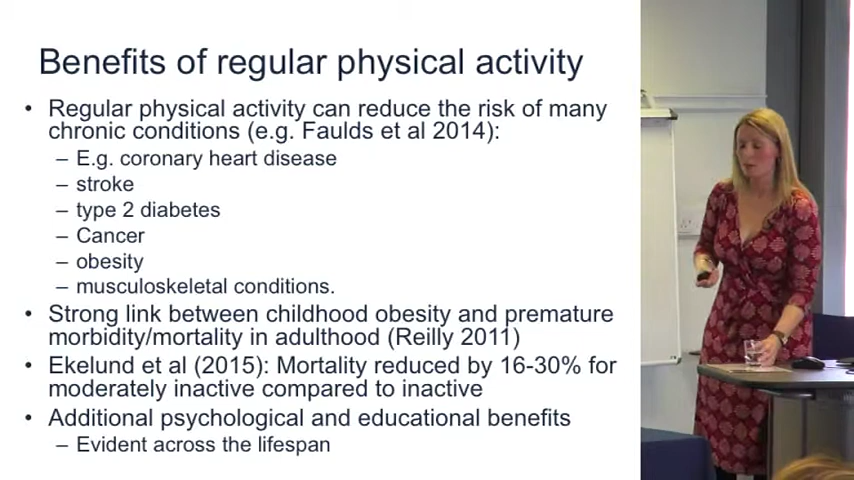 Benefits of regular physical activity
• Regular physical activity can reduce the risk of many
chronic conditions (e.g. Faulds et al 2014):
– E.g. coronary heart disease
– stroke
– type 2 diabetes
– Cancer
– obesity
– musculoskeletal conditions.
• Strong link between childhood obesity and premature
morbidity/mortality in adulthood (Reilly 2011)
• Ekelund et al (2015): Mortality reduced by 16-30% for
moderately inactive compared to inactive
• Additional psychological and educational benefits
– Evident across the lifespan